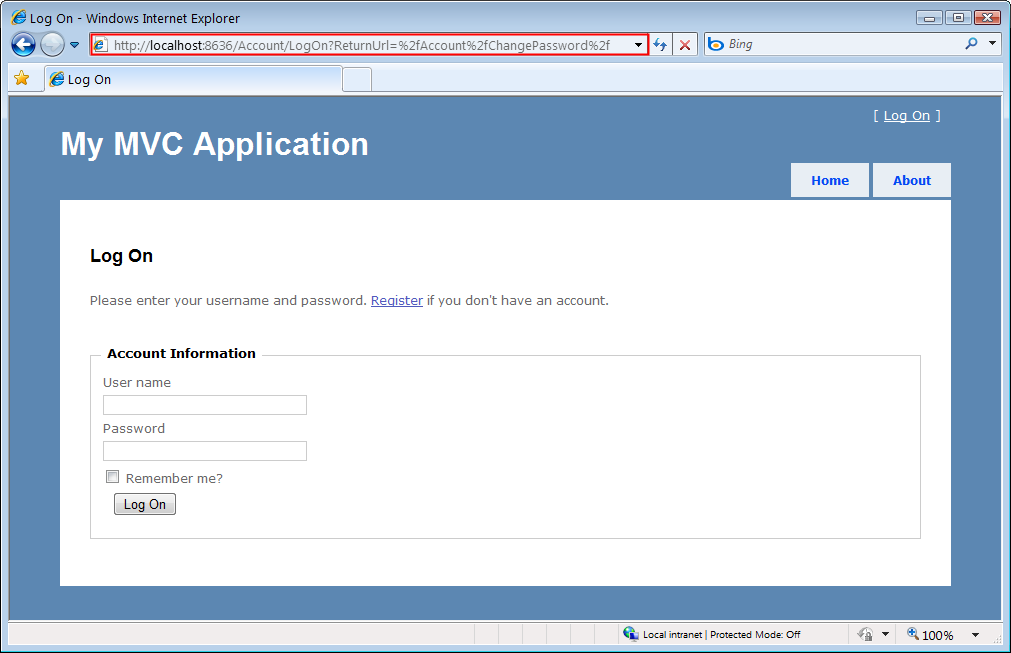 Log On - Windows Internet Explorer
http://localhost:8636/Account/LogOn?ReturnUrl=%2fAccount%2fChangePassword%2f
Bing
Log On
[ Log On ]
My MVC Application
Home
About
Log On
Please enter your username and password. Register if you don't have an account.
Account Information
User name
Password
Remember me?
Log On
Local intranet | Protected Mode: Off
100%